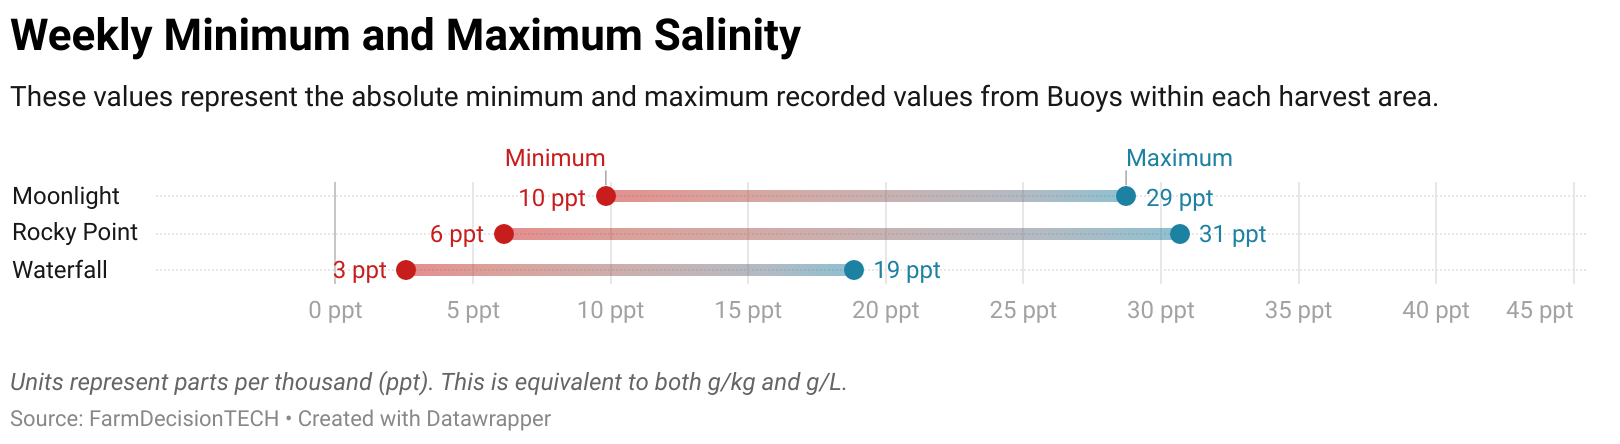 Weekly Minimum and Maximum Salinity
These values represent the absolute minimum and maximum recorded values from Buoys within each harvest area.
Minimum Maximum
Moonlight 10 ppt 29 ppt
Rocky Point 6 ppt 31 ppt
Waterfall 3 ppt 19 ppt
0 ppt 5 ppt 10 ppt 15 ppt 20 ppt 25 ppt 30 ppt 35 ppt 40 ppt 45 ppt
Units represent parts per thousand (ppt). This is equivalent to both g/kg and g/L.
Source: FarmDecisionTECH • Created with Datawrapper